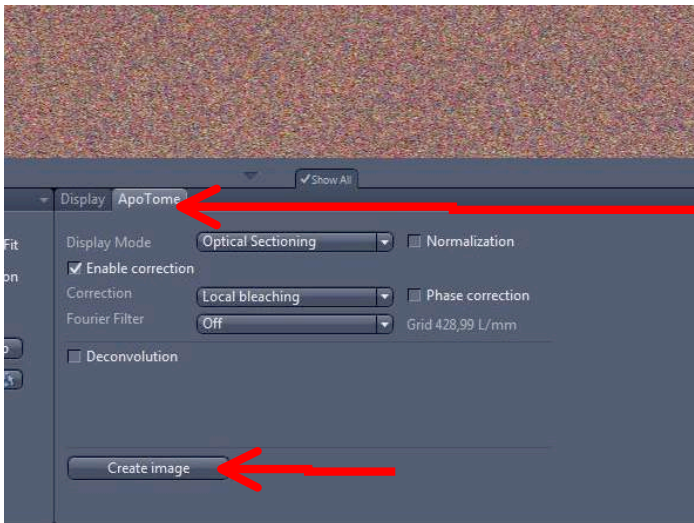 Show All
Display ApoTome
Fit
Display Mode Optical Sectioning Normalization
Enable correction
on
Correction Local bleaching Phase correction
Fourier Filter Off Grid 428,99 L/mm
Deconvolution
Create image